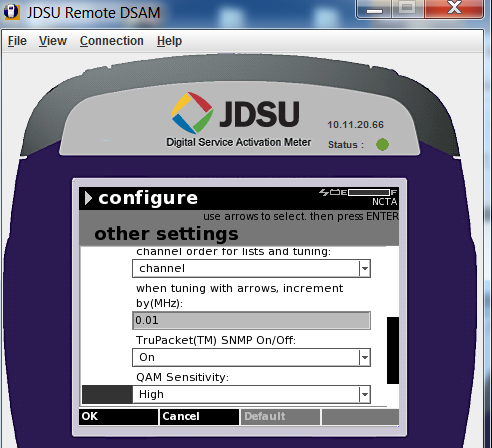 JDSU Remote DSAM
File View Connection Help
JDSU
Digital Service Activation Meter
10.11.20.66
Status :
configure
E F
NCTA
use arrows to select. then press ENTER
other settings
channel order for lists and tuning:
channel
when tuning with arrows, increment
by(MHz):
0.01
TruPacket(TM) SNMP On/Off:
On
QAM Sensitivity:
High
OK Cancel Default